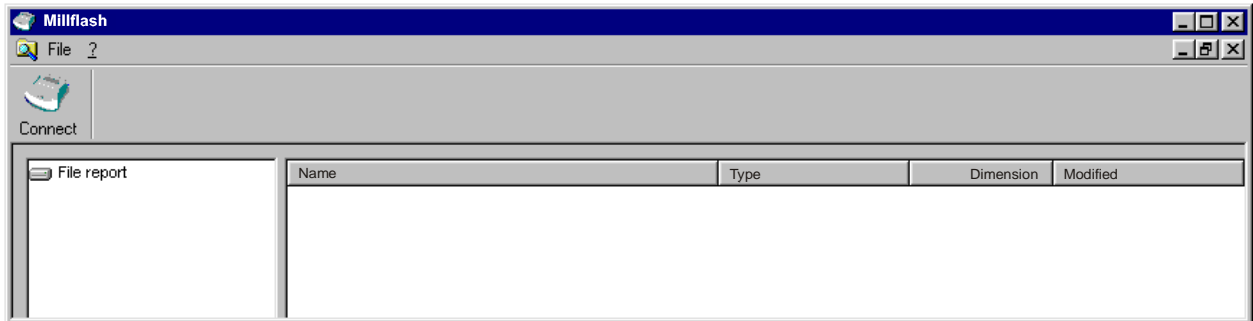 Millflash
File ?
Connect
File report
Name Type Dimension Modified